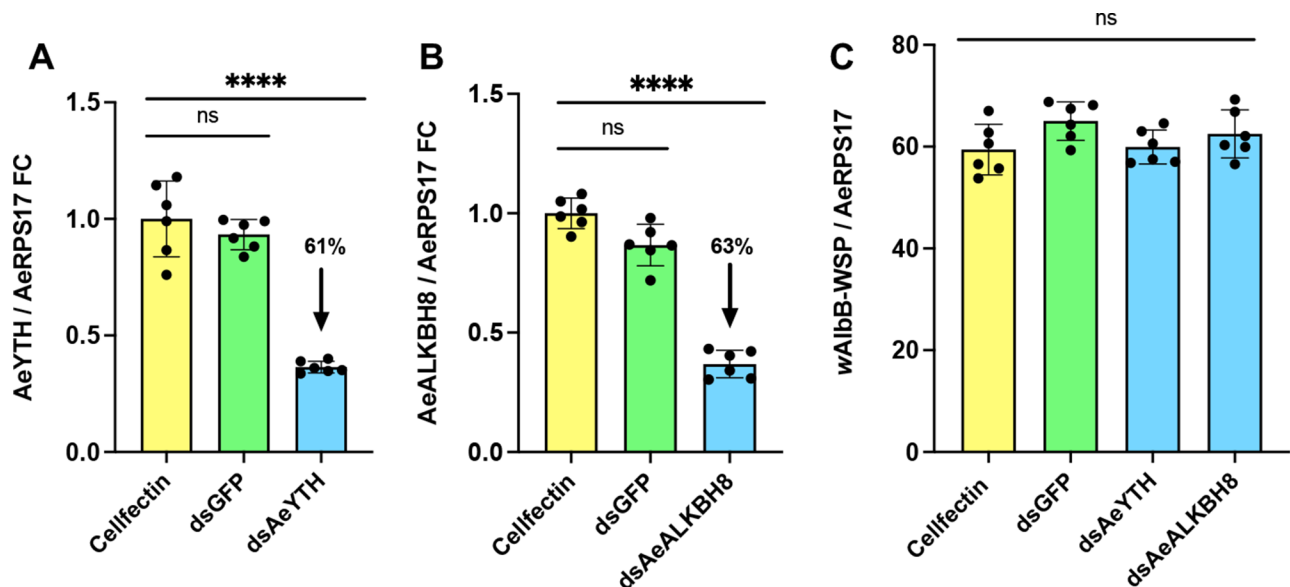 A
****
ns
61%
AeYTH / AeRPS17 FC
1.5
1.0
0.5
0.0
Cellfectin
dsGFP
dsAeYTH
B
****
ns
63%
AeALKBH8 / AeRPS17 FC
1.5
1.0
0.5
0.0
Cellfectin
dsGFP
dsAeALKBH8
C
ns
wAlbB-WSP / AeRPS17
80
60
40
20
0
Cellfectin
dsGFP
dsAeYTH
dsAeALKBH8